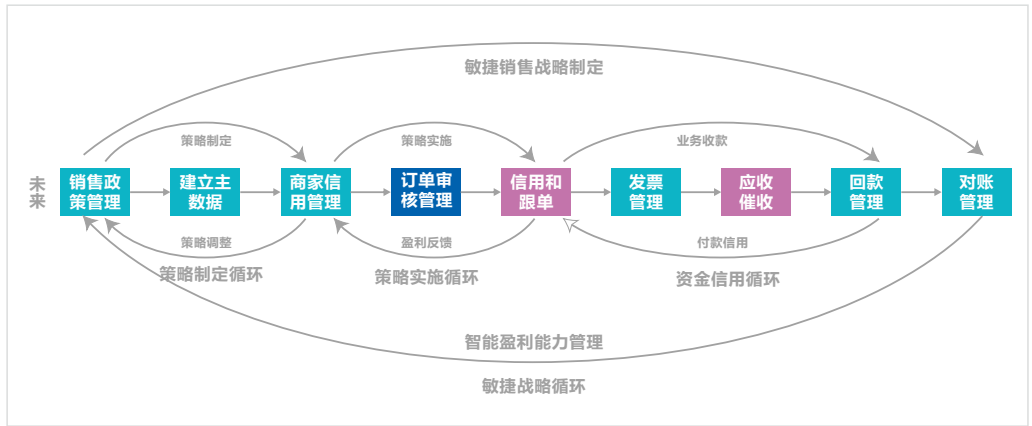 敏捷销售战略制定
策略制定
策略实施
业务收款
未
来
销售政
策管理
建立主
数据
商家信
用管理
订单审
核管理
信用和
跟单
发票
管理
应收
催收
回款
管理
对账
管理
策略调整
盈利反馈
付款信用
策略制定循环
策略实施循环
资金信用循环
智能盈利能力管理
敏捷战略循环